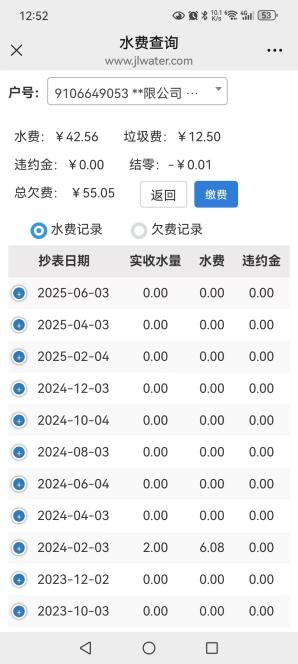 12:52
10.1 K/s 6 4G 53
水费查询
www.jlwater.com
户号: 9106649053 **限公司 ···
水费: ￥42.56 垃圾费: ￥12.50
违约金: ￥0.00 结零: -￥0.01
总欠费: ￥55.05 返回 缴费
水费记录 欠费记录
抄表日期 实收水量 水费 违约金
2025-06-03 0.00 0.00 0.00
2025-04-03 0.00 0.00 0.00
2025-02-04 0.00 0.00 0.00
2024-12-03 0.00 0.00 0.00
2024-10-04 0.00 0.00 0.00
2024-08-03 0.00 0.00 0.00
2024-06-04 0.00 0.00 0.00
2024-04-03 0.00 0.00 0.00
2024-02-03 2.00 6.08 0.00
2023-12-02 0.00 0.00 0.00
2023-10-03 0.00 0.00 0.00